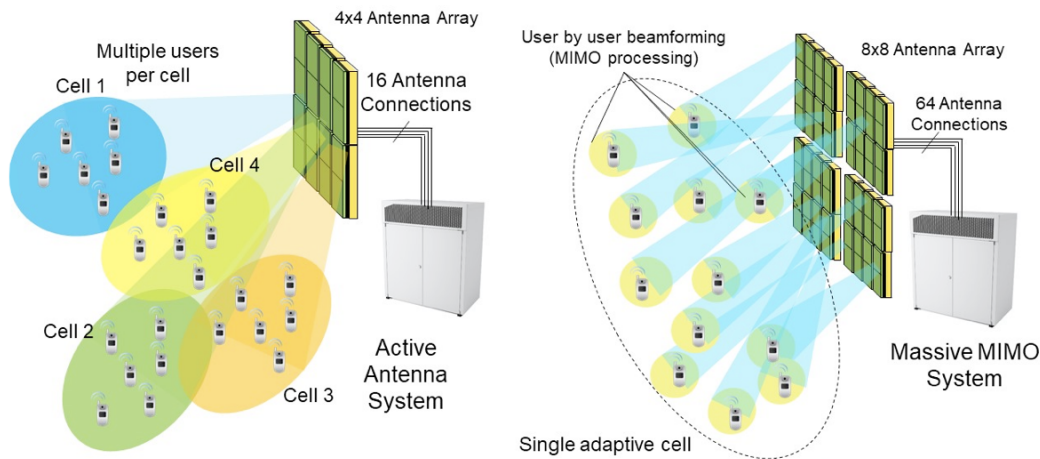 4x4 Antenna Array
Multiple users
per cell
Cell 1
16 Antenna
Connections
Cell 4
Cell 2
Cell 3
Active
Antenna
System
User by user beamforming
(MIMO processing)
8x8 Antenna Array
64 Antenna
Connections
Massive MIMO
System
Single adaptive cell